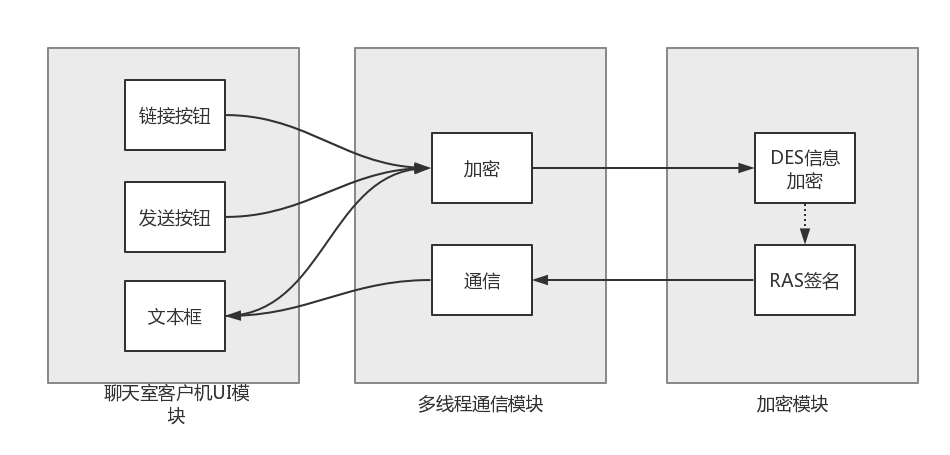 链接按钮
发送按钮
文本框
聊天室客户机UI模
块
加密
通信
多线程通信模块
DES信息
加密
RAS签名
加密模块